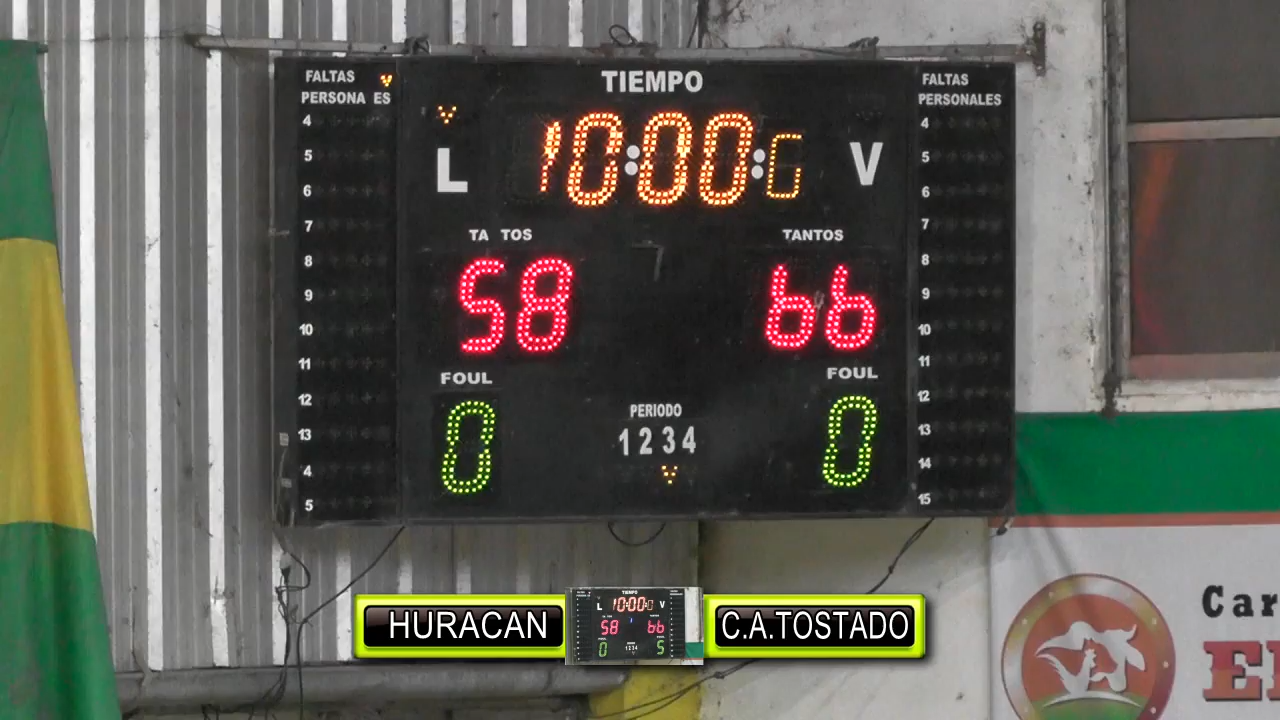 TIEMPO
FALTAS
PERSONA ES
FALTAS
PERSONALES
L
10:00:0
V
TA TOS
TANTOS
58
66
FOUL
FOUL
0
0
PERIODO
1 2 3 4
4
5
6
7
8
9
10
11
12
13
4
5
4
5
6
7
8
9
10
11
12
13
14
15
HURACAN
C.A.TOSTADO
Car